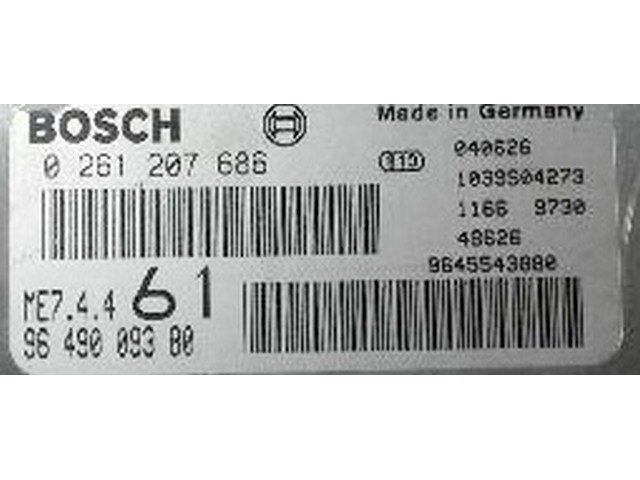 BOSCH
Made in Germany
0 261 207 686
040626
1039S04273
1166 9730
48626
9645543880
ME7.4.4 61
96 490 093 80